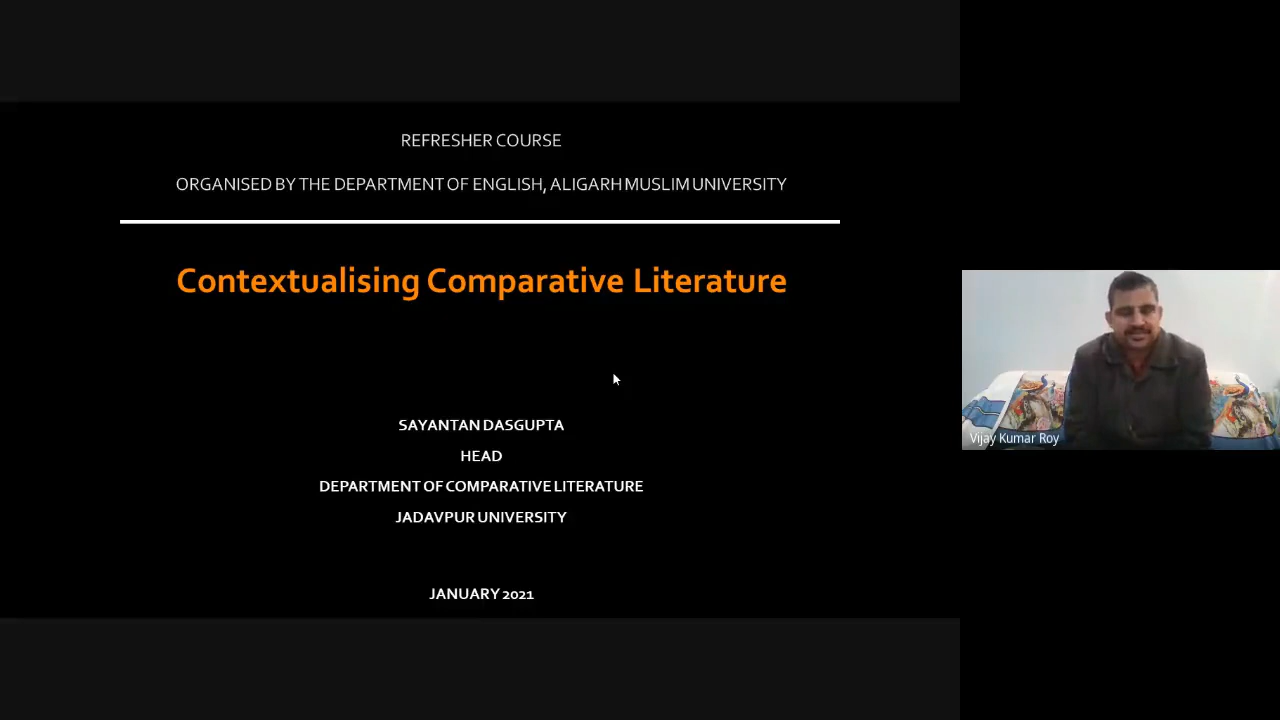 REFRESHER COURSE
ORGANISED BY THE DEPARTMENT OF ENGLISH, ALIGARH MUSLIM UNIVERSITY
Contextualising Comparative Literature
SAYANTAN DASGUPTA
HEAD
DEPARTMENT OF COMPARATIVE LITERATURE
JADAVPUR UNIVERSITY
JANUARY 2021
Vijay Kumar Roy